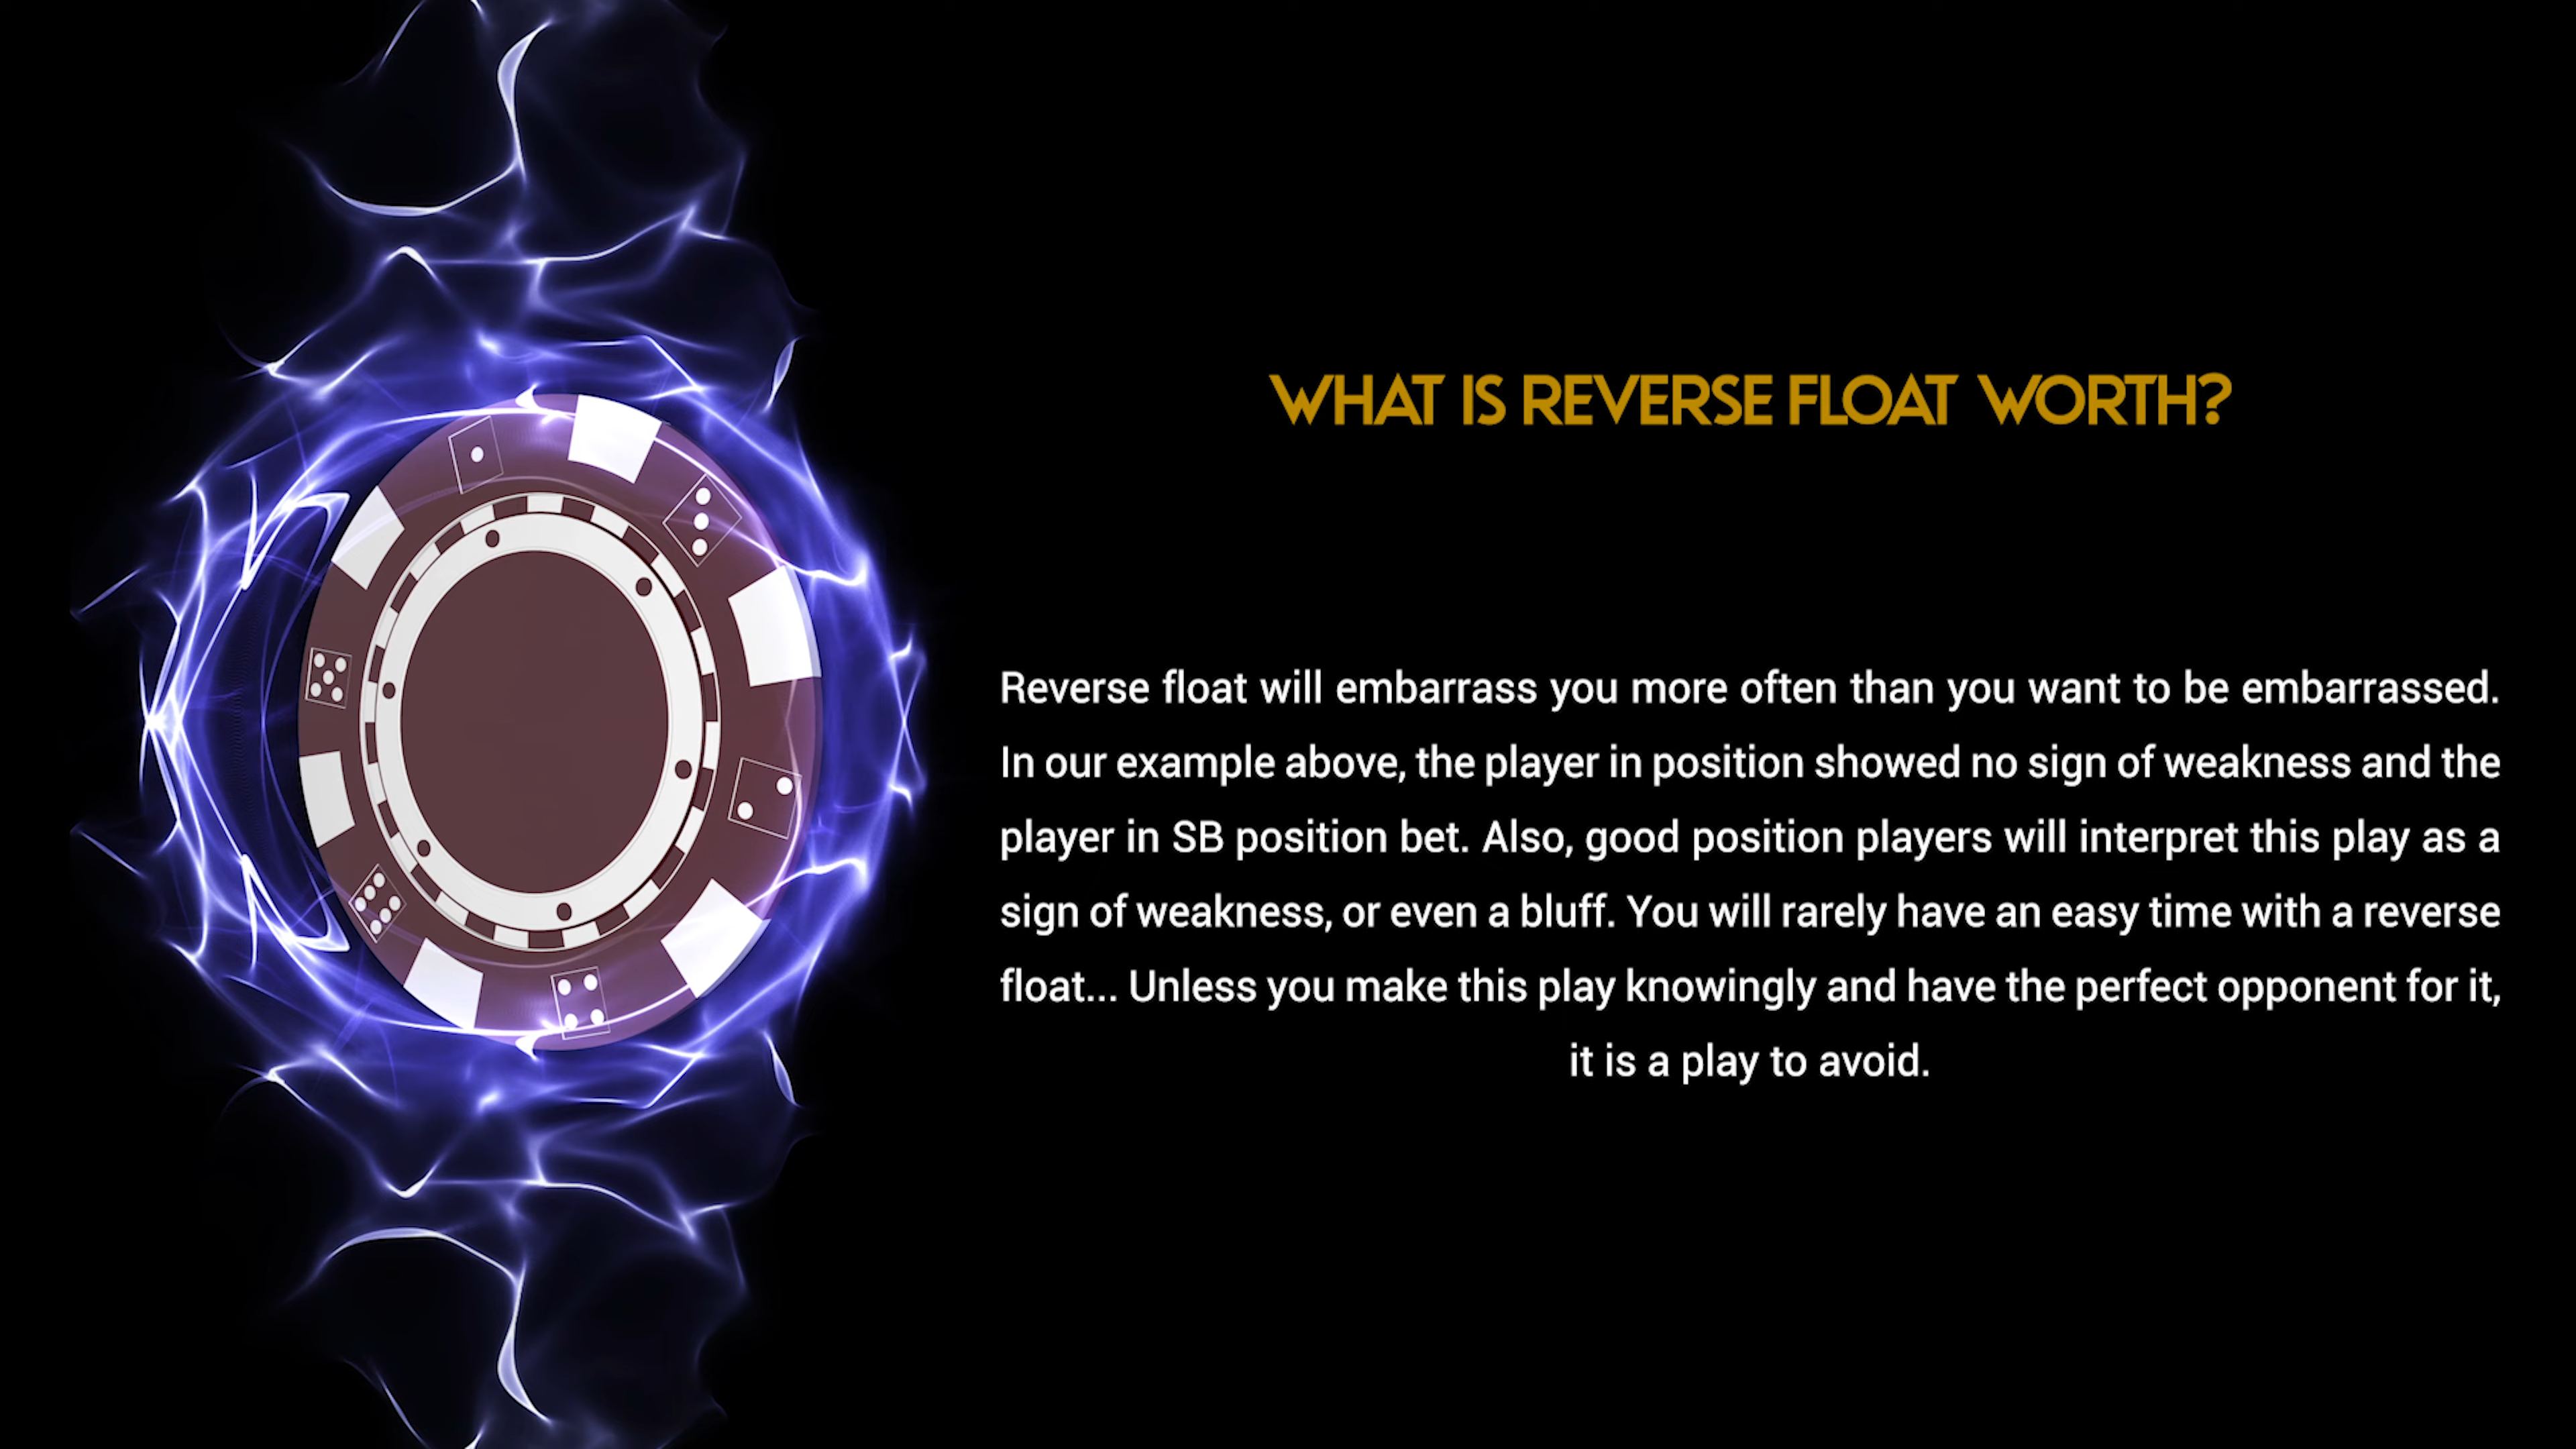 WHAT IS REVERSE FLOAT WORTH?
Reverse float will embarrass you more often than you want to be embarrassed.
In our example above, the player in position showed no sign of weakness and the
player in SB position bet. Also, good position players will interpret this play as a
sign of weakness, or even a bluff. You will rarely have an easy time with a reverse
float... Unless you make this play knowingly and have the perfect opponent for it,
it is a play to avoid.